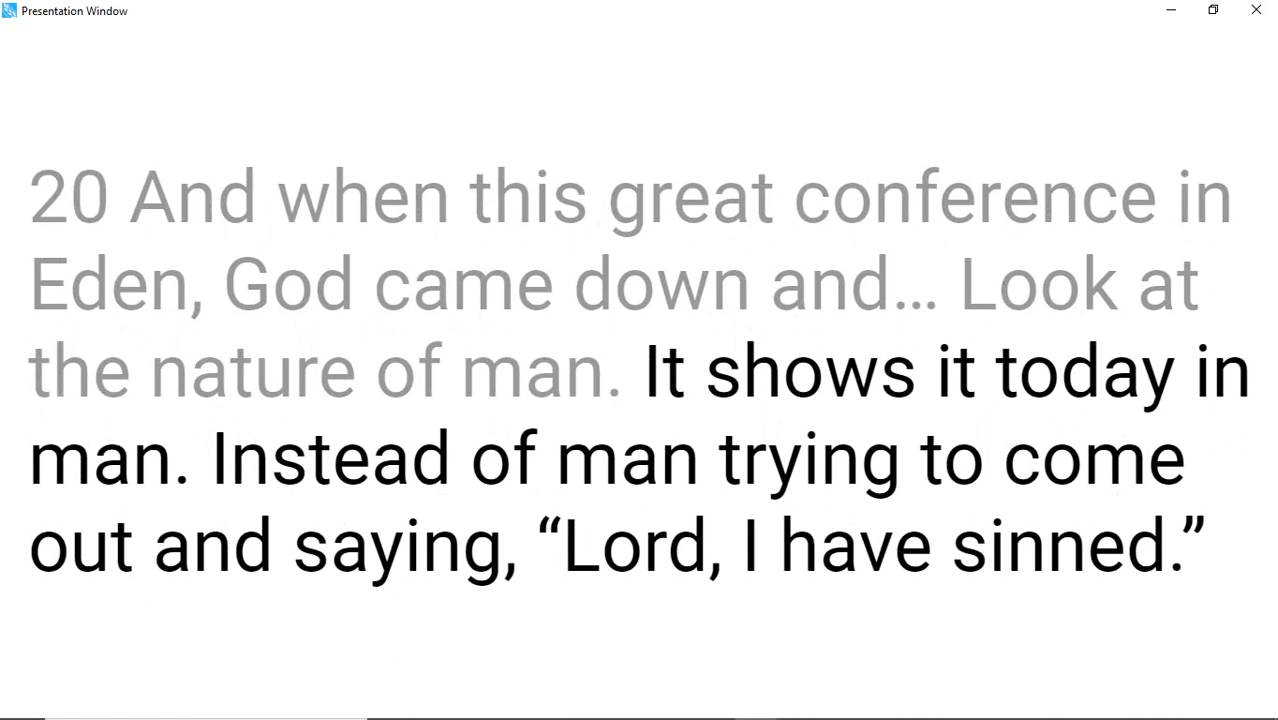 Presentation Window
20 And when this great conference in
Eden, God came down and… Look at
the nature of man. It shows it today in
man. Instead of man trying to come
out and saying, “Lord, I have sinned.”